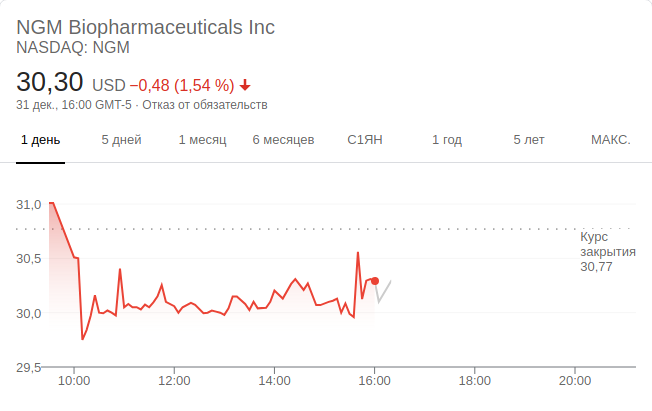 NGM Biopharmaceuticals Inc
NASDAQ: NGM
30,30 USD −0,48 (1,54 %)
31 дек., 16:00 GMT-5 · Отказ от обязательств
1 день 5 дней 1 месяц 6 месяцев С1ЯН 1 год 5 лет МАКС.
31,0
Курс
закрытия
30,77
30,5
30,0
29,5
10:00 12:00 14:00 16:00 18:00 20:00